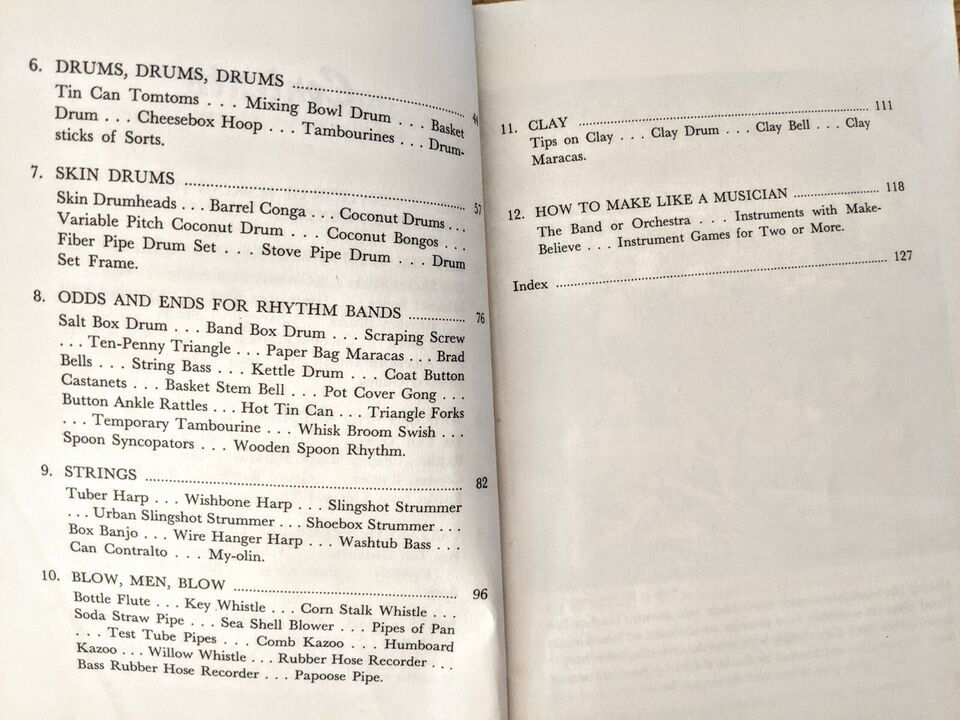 6. DRUMS, DRUMS, DRUMS ........................................
Tin Can Tomtoms . . . Mixing Bowl Drum . . . Basket
Drum . . . Cheesebox Hoop . . . Tambourines . . . Drum-
sticks of Sorts.
7. SKIN DRUMS ........................................ 57
Skin Drumheads . . . Barrel Conga . . . Coconut Drums . . .
Variable Pitch Coconut Drum . . . Coconut Bongos . . .
Fiber Pipe Drum Set . . . Stove Pipe Drum . . . Drum
Set Frame.
8. ODDS AND ENDS FOR RHYTHM BANDS ............... 76
Salt Box Drum . . . Band Box Drum . . . Scraping Screw
. . . Ten-Penny Triangle . . . Paper Bag Maracas . . . Brad
Bells . . . String Bass . . . Kettle Drum . . . Coat Button
Castanets . . . Basket Stem Bell . . . Pot Cover Gong . . .
Button Ankle Rattles . . . Hot Tin Can . . . Triangle Forks
. . . Temporary Tambourine . . . Whisk Broom Swish . . .
Spoon Syncopators . . . Wooden Spoon Rhythm.
9. STRINGS ........................................ 82
Tuber Harp . . . Wishbone Harp . . . Slingshot Strummer
. . . Urban Slingshot Strummer . . . Shoebox Strummer . . .
Box Banjo . . . Wire Hanger Harp . . . Washtub Bass . . .
Can Contralto . . . My-olin.
10. BLOW, MEN, BLOW ........................................ 96
Bottle Flute . . . Key Whistle . . . Corn Stalk Whistle . . .
Soda Straw Pipe . . . Sea Shell Blower . . . Pipes of Pan
. . . Test Tube Pipes . . . Comb Kazoo . . . Humboard
Kazoo . . . Willow Whistle . . . Rubber Hose Recorder . . .
Bass Rubber Hose Recorder . . . Papoose Pipe.
11. CLAY ........................................ 111
Tips on Clay . . . Clay Drum . . . Clay Bell . . . Clay
Maracas.
12. HOW TO MAKE LIKE A MUSICIAN .................... 118
The Band or Orchestra . . . Instruments with Make-
Believe . . . Instrument Games for Two or More.
Index ........................................ 127